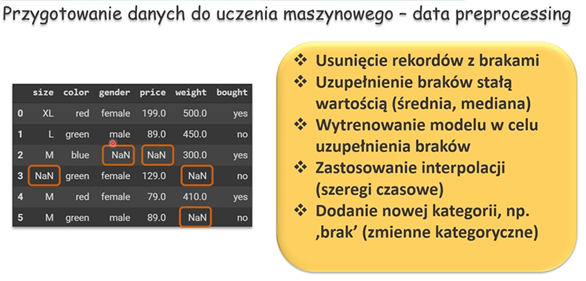 Przygotowanie danych do uczenia maszynowego – data preprocessing
size color gender price weight bought
0 XL red female 199.0 500.0 yes
1 L green male 89.0 450.0 no
2 M blue NaN NaN 300.0 yes
3 NaN green female 129.0 NaN no
4 M red female 79.0 410.0 yes
5 M green male 89.0 NaN no
❖ Usunięcie rekordów z brakami
❖ Uzupełnienie braków stałą
wartością (średnia, mediana)
❖ Wytrenowanie modelu w celu
uzupełnienia braków
❖ Zastosowanie interpolacji
(szeregi czasowe)
❖ Dodanie nowej kategorii, np.
‚brak’ (zmienne kategoryczne)